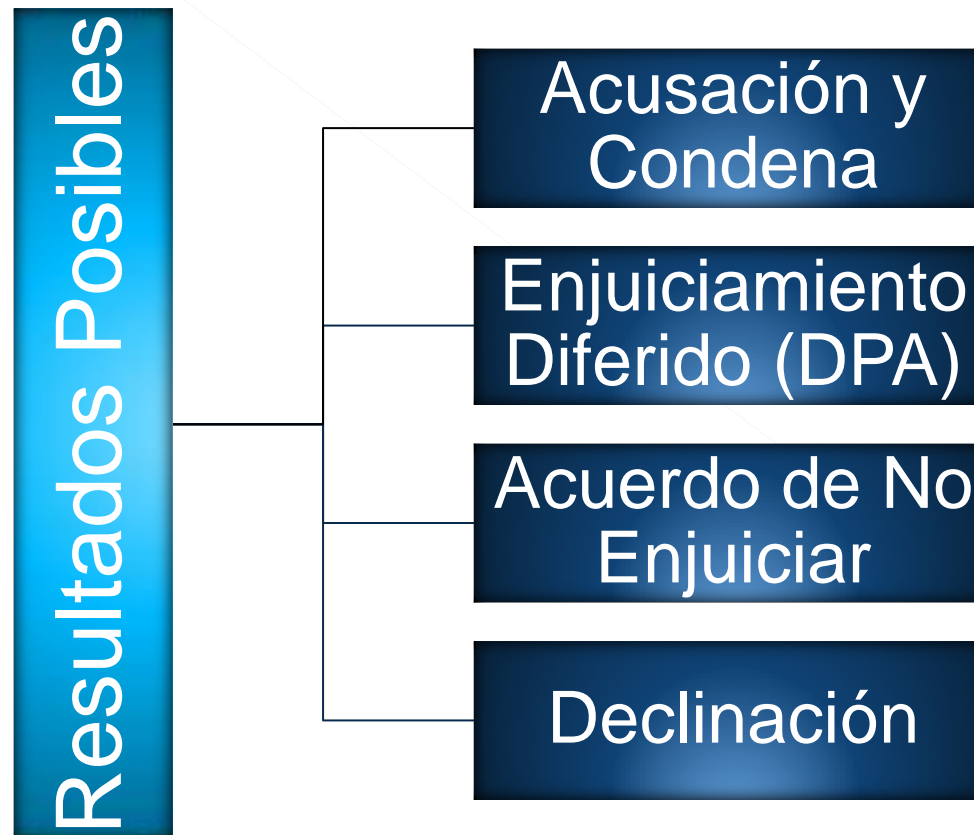 Resultados Posibles
Acusación y
Condena
Enjuiciamiento
Diferido (DPA)
Acuerdo de No
Enjuiciar
Declinación